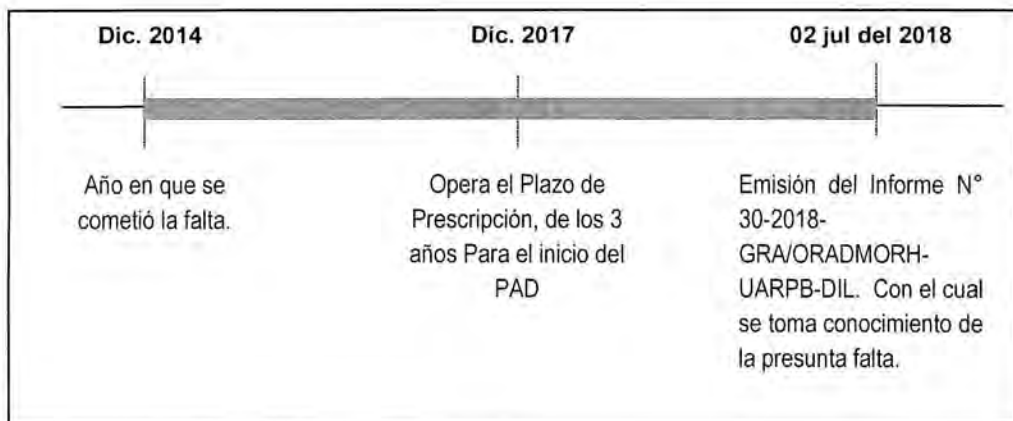 Dic. 2014
Dic. 2017
02 jul del 2018
Año en que se
cometió la falta.
Opera el Plazo de
Prescripción, de los 3
años Para el inicio del
PAD
Emisión del Informe N°
30-2018-
GRA/ORADMORH-
UARPB-DIL. Con el cual
se toma conocimiento de
la presunta falta.